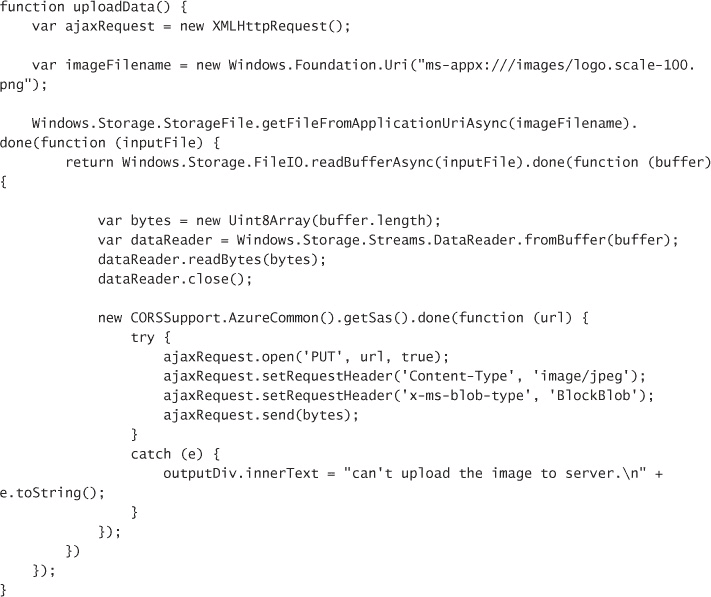 function uploadData() {
    var ajaxRequest = new XMLHttpRequest();

    var imageFilename = new Windows.Foundation.Uri("ms-appx:///images/logo.scale-100.
png");

    Windows.Storage.StorageFile.getFileFromApplicationUriAsync(imageFilename).
done(function (inputFile) {
        return Windows.Storage.FileIO.readBufferAsync(inputFile).done(function (buffer)
{

            var bytes = new Uint8Array(buffer.length);
            var dataReader = Windows.Storage.Streams.DataReader.fromBuffer(buffer);
            dataReader.readBytes(bytes);
            dataReader.close();

            new CORSSupport.AzureCommon().getSas().done(function (url) {
                try {
                    ajaxRequest.open('PUT', url, true);
                    ajaxRequest.setRequestHeader('Content-Type', 'image/jpeg');
                    ajaxRequest.setRequestHeader('x-ms-blob-type', 'BlockBlob');
                    ajaxRequest.send(bytes);
                }
                catch (e) {
                    outputDiv.innerText = "can't upload the image to server.\n" +
e.toString();
                }
            });
        })
    });
}